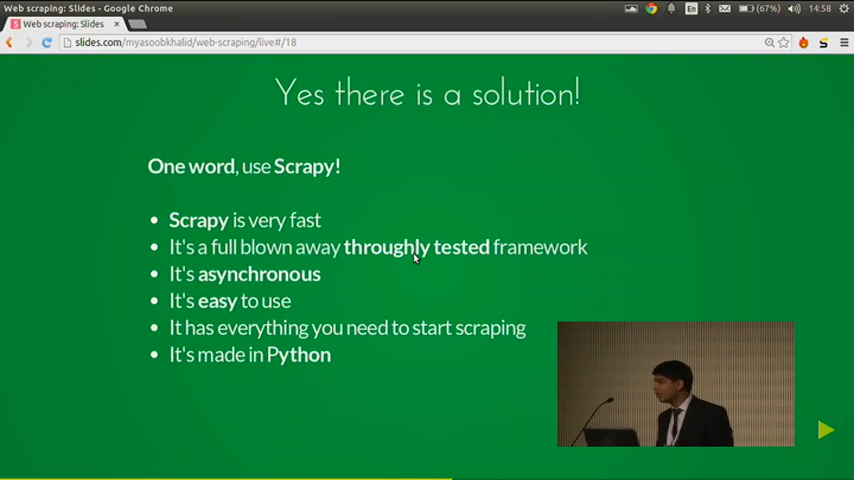 Web scraping: Slides - Google Chrome
En
(67%)
14:58
Web scraping: Slides
slides.com/myasoobkhalid/web-scraping/live#/18
Yes there is a solution!
One word, use Scrapy!
• Scrapy is very fast
• It's a full blown away throughly tested framework
• It's asynchronous
• It's easy to use
• It has everything you need to start scraping
• It's made in Python